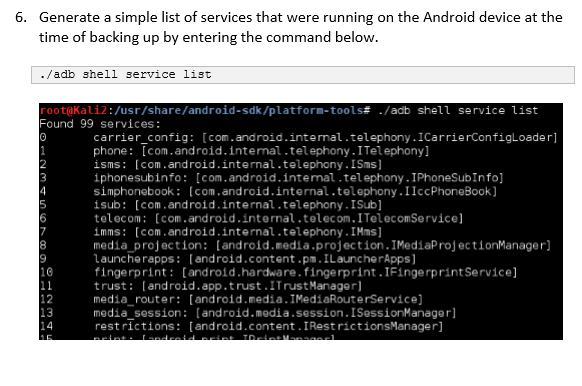 6. Generate a simple list of services that were running on the Android device at the
time of backing up by entering the command below.
./adb shell service list
root@Kali2:/usr/share/android-sdk/platform-tools# ./adb shell service list
Found 99 services:
0 carrier_config: [com.android.internal.telephony.ICarrierConfigLoader]
1 phone: [com.android.internal.telephony.ITelephony]
2 isms: [com.android.internal.telephony.ISms]
3 iphonesubinfo: [com.android.internal.telephony.IPhoneSubInfo]
4 simphonebook: [com.android.internal.telephony.IIccPhoneBook]
5 isub: [com.android.internal.telephony.ISub]
6 telecom: [com.android.internal.telecom.ITelecomService]
7 imms: [com.android.internal.telephony.IMms]
8 media_projection: [android.media.projection.IMediaProjectionManager]
9 launcherapps: [android.content.pm.ILauncherApps]
10 fingerprint: [android.hardware.fingerprint.IFingerprintService]
11 trust: [android.app.trust.ITrustManager]
12 media_router: [android.media.IMediaRouterService]
13 media_session: [android.media.session.ISessionManager]
14 restrictions: [android.content.IRestrictionsManager]
15 print: [android.print.IPrintManager]